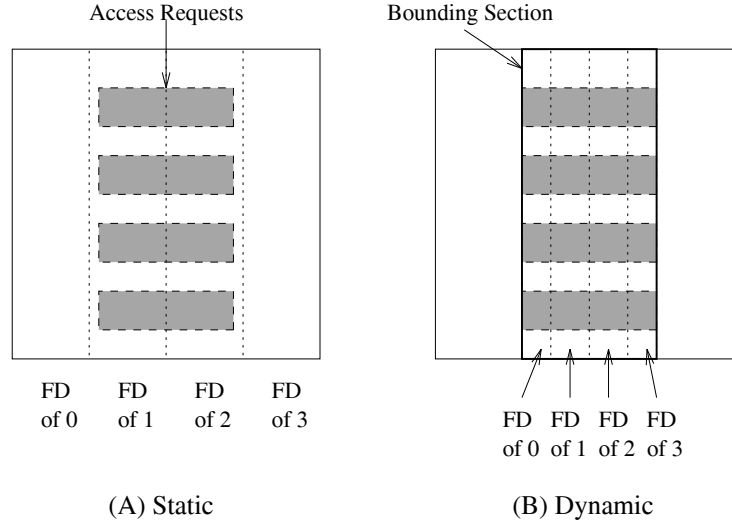 Access Requests
Bounding Section
FD FD FD FD
of 0 of 1 of 2 of 3
FD FD FD FD
of 0 of 1 of 2 of 3
(A) Static
(B) Dynamic